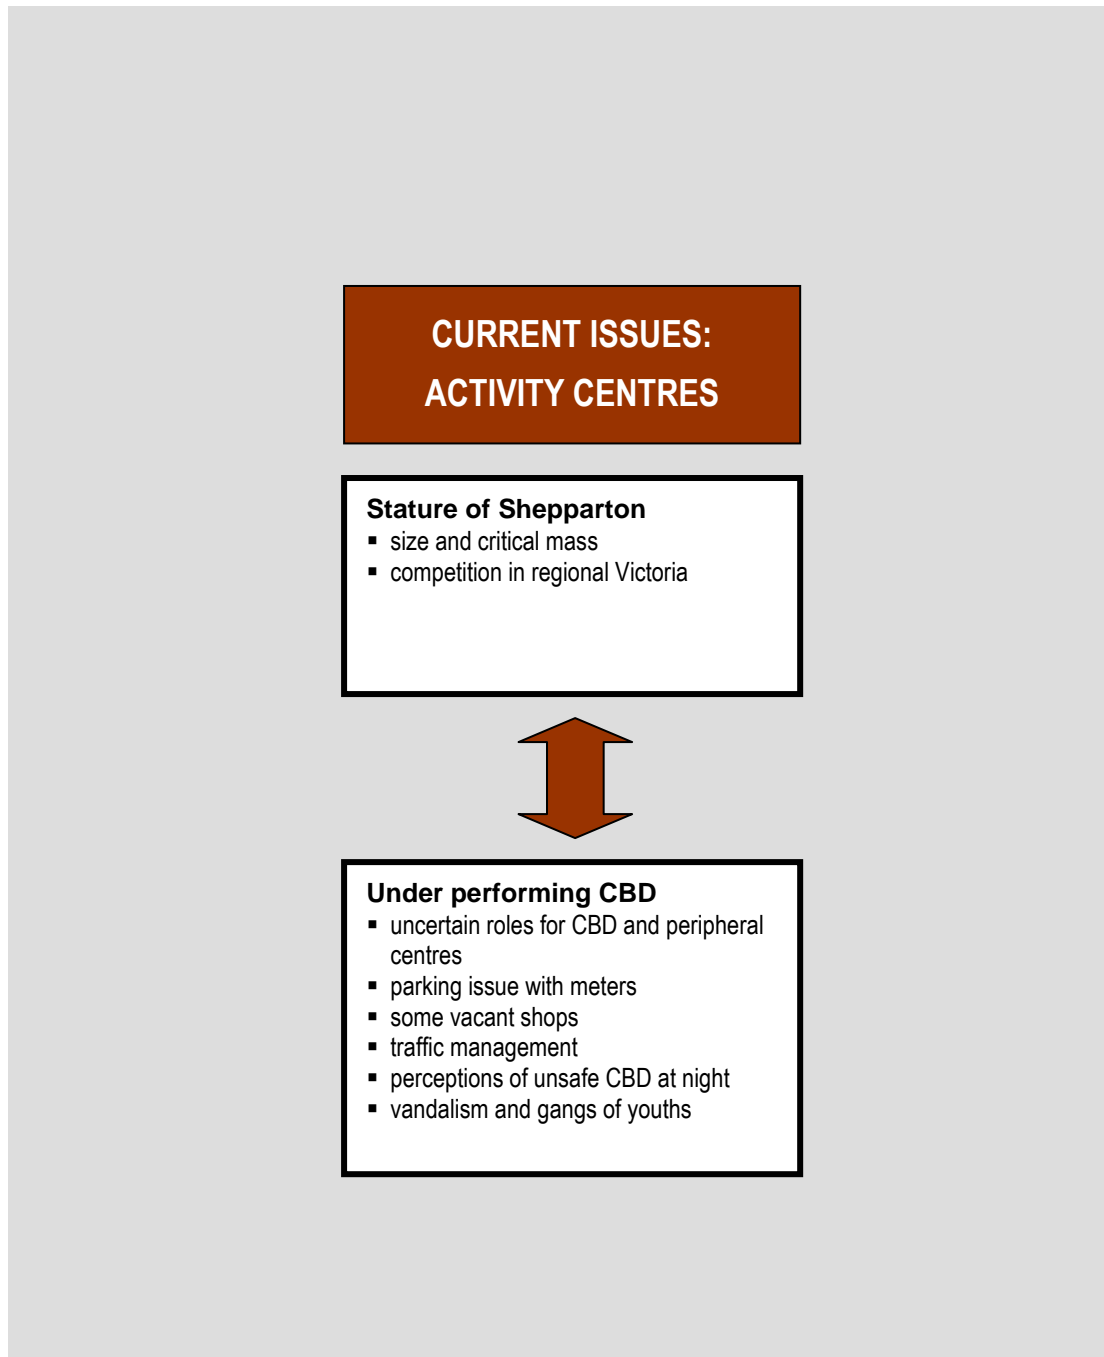 CURRENT ISSUES:
ACTIVITY CENTRES
Stature of Shepparton
▪ size and critical mass
▪ competition in regional Victoria
Under performing CBD
▪ uncertain roles for CBD and peripheral
centres
▪ parking issue with meters
▪ some vacant shops
▪ traffic management
▪ perceptions of unsafe CBD at night
▪ vandalism and gangs of youths